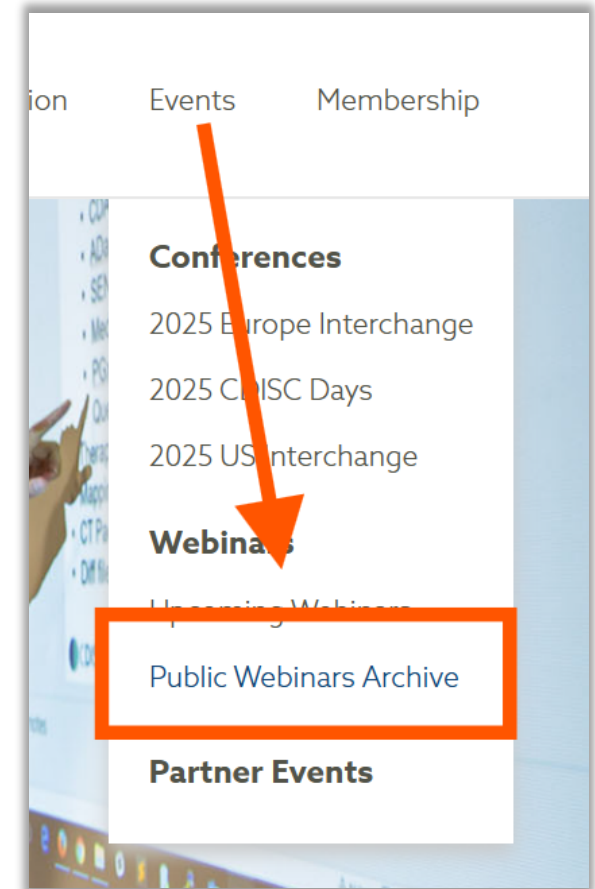 ion Events Membership
Conferences
2025 Europe Interchange
2025 CDISC Days
2025 US Interchange
Webinars
Upcoming Webinars
Public Webinars Archive
Partner Events